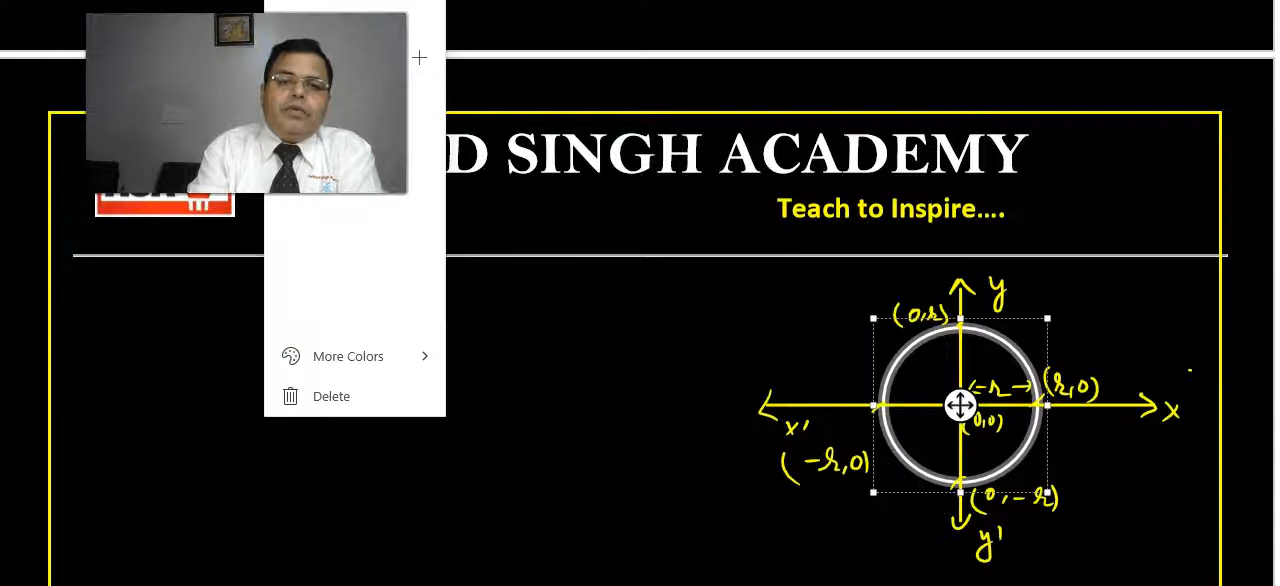 D SINGH ACADEMY
Teach to Inspire....
y
(0,r)
(r,0)
←r→
(0,0)
x
x'
(-r,0)
(0,-r)
y'
More Colors
Delete